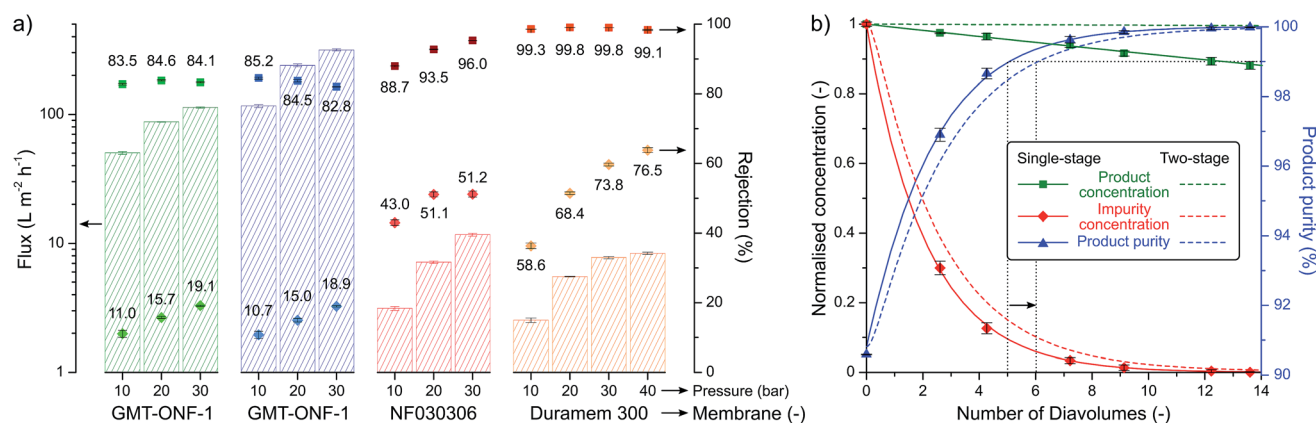 a)
Flux (L m⁻² h⁻¹)
100
10
1
83.5
84.6
84.1
11.0
15.7
19.1
85.2
84.5
82.8
10.7
15.0
18.9
88.7
93.5
96.0
43.0
51.1
51.2
99.3
99.8
99.8
99.1
58.6
68.4
73.8
76.5
100
80
60
40
20
0
Rejection (%)
10 20 30
10 20 30
10 20 30
10 20 30 40
Pressure (bar)
GMT-ONF-1
GMT-ONF-1
NF030306
Duramem 300
Membrane (-)
b)
Normalised concentration (-)
1
0.8
0.6
0.4
0.2
0
Single-stage
Two-stage
Product
concentration
Impurity
concentration
Product purity
100
98
96
94
92
90
Product purity (%)
0 2 4 6 8 10 12 14
Number of Diavolumes (-)